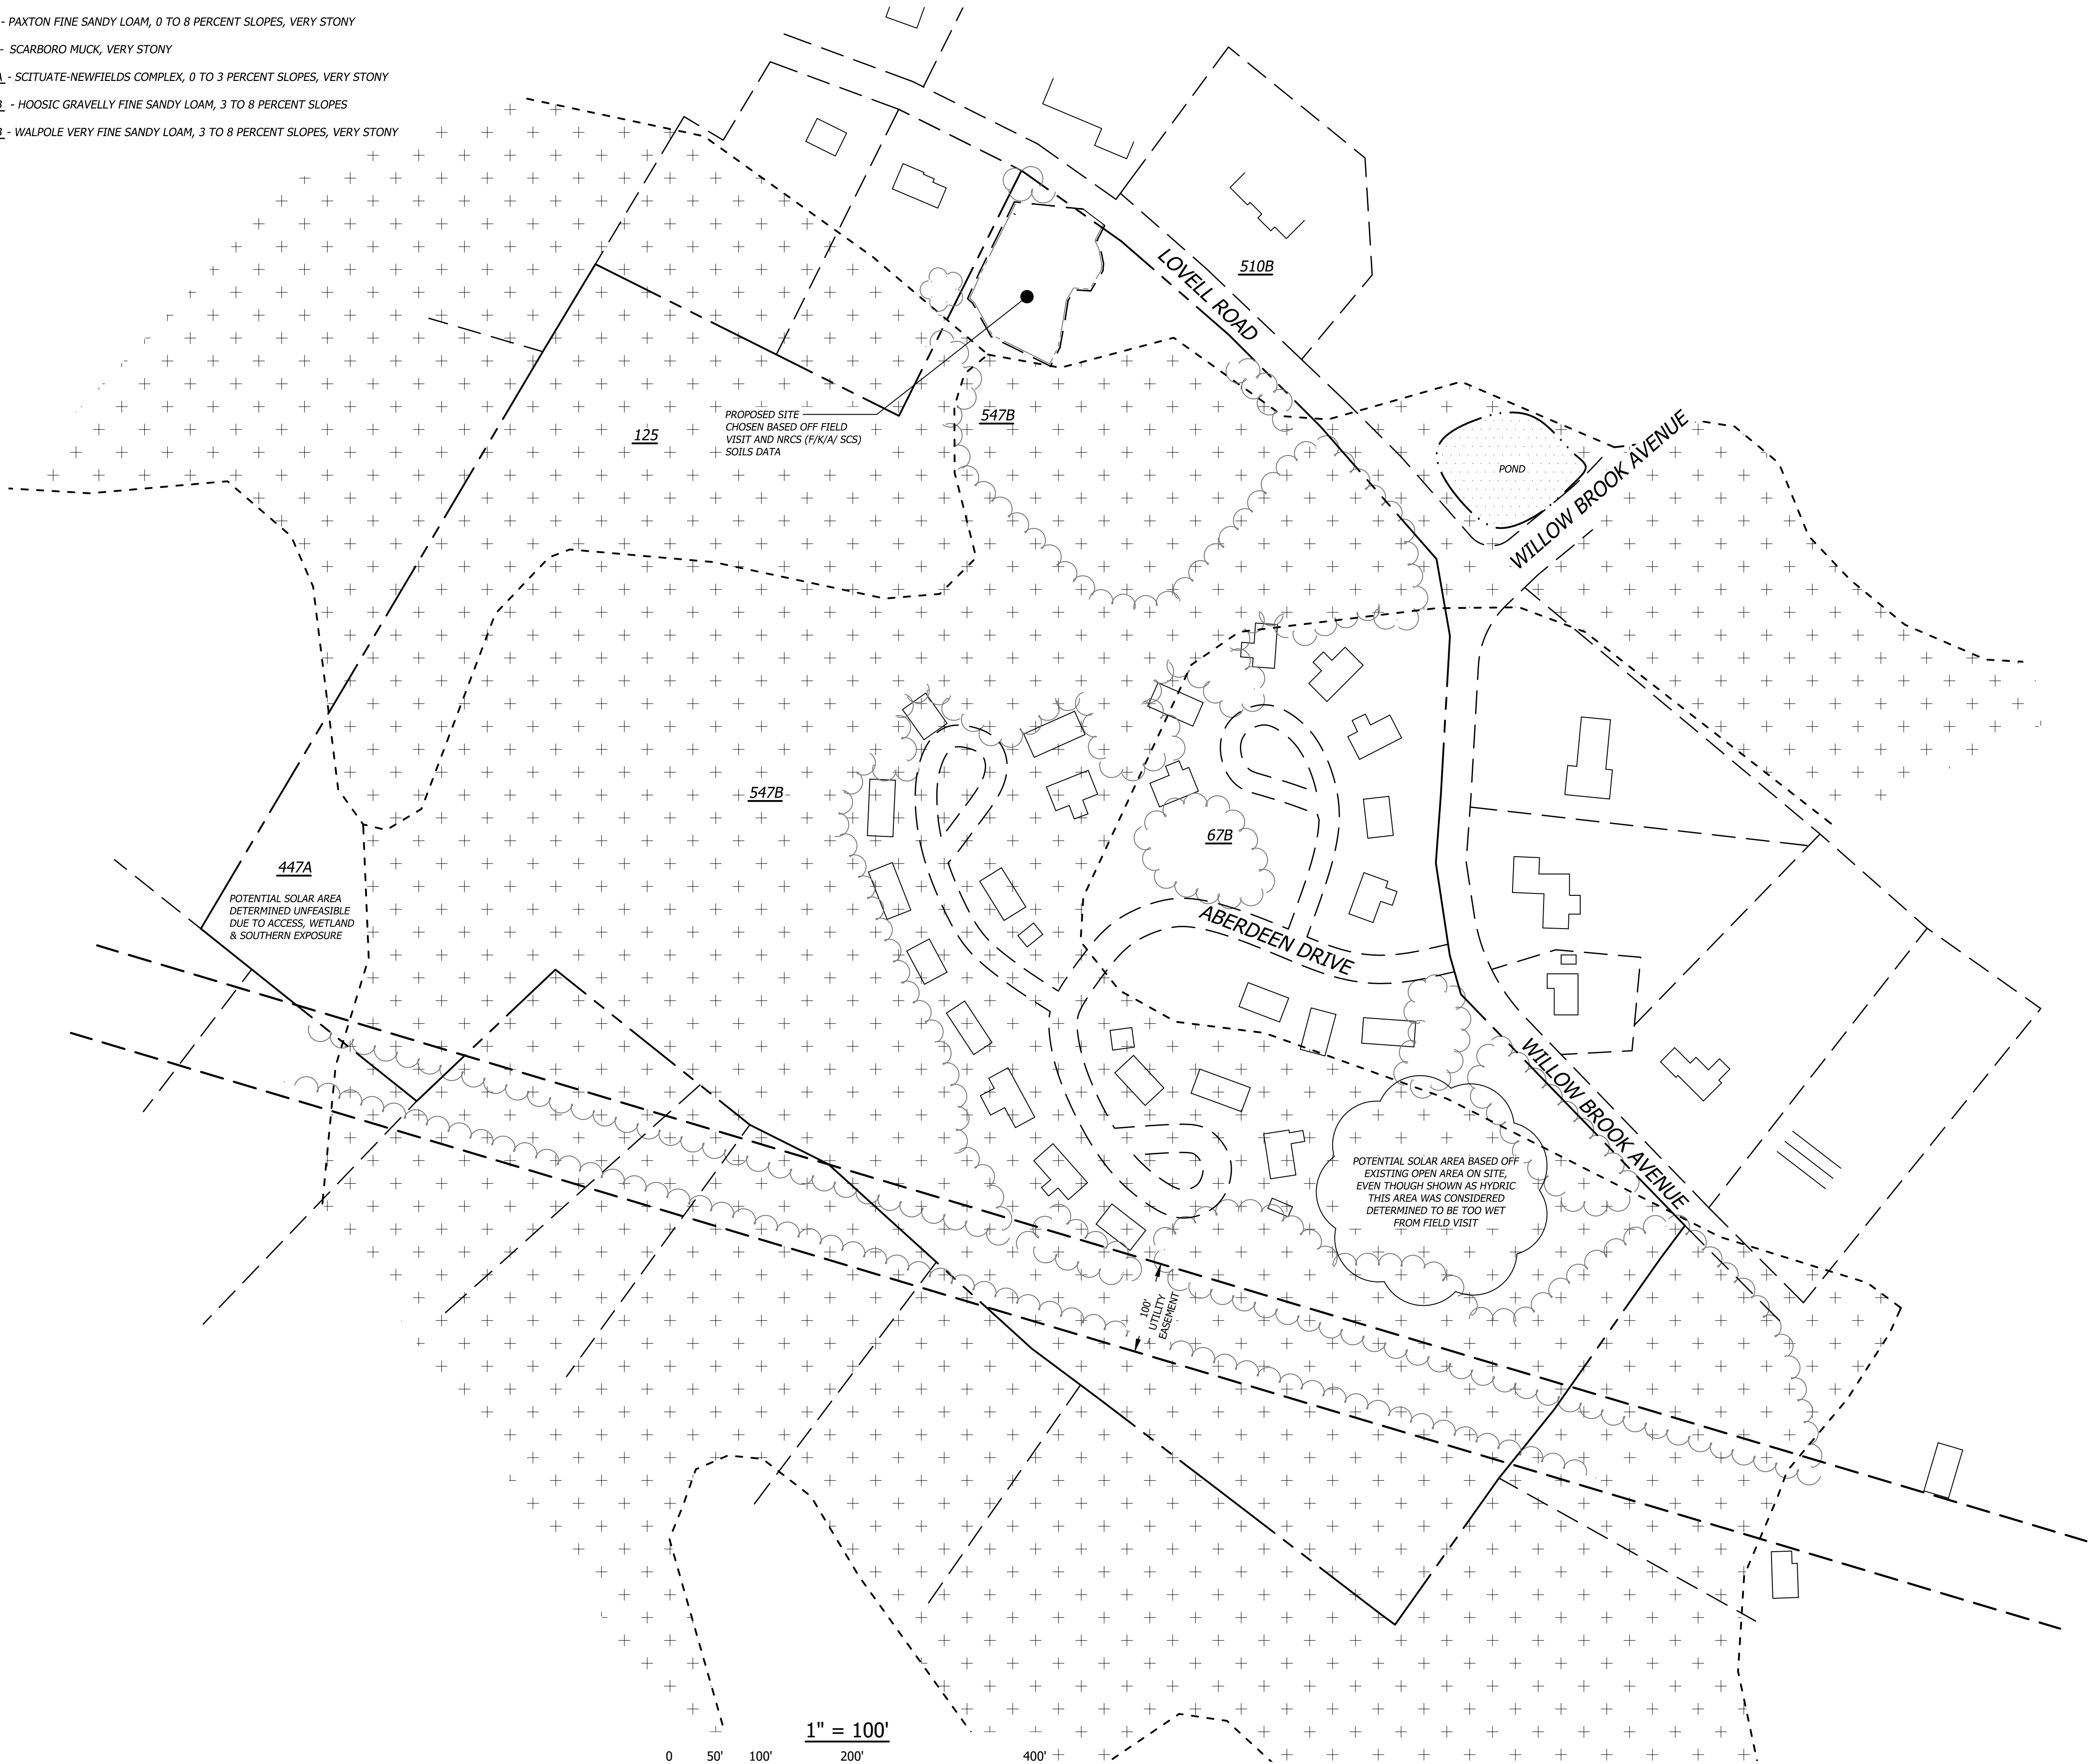 - PAXTON FINE SANDY LOAM, 0 TO 8 PERCENT SLOPES, VERY STONY
- SCARBORO MUCK, VERY STONY
- SCITUATE-NEWFIELDS COMPLEX, 0 TO 3 PERCENT SLOPES, VERY STONY
- HOOSIC GRAVELLY FINE SANDY LOAM, 3 TO 8 PERCENT SLOPES
- WALPOLE VERY FINE SANDY LOAM, 3 TO 8 PERCENT SLOPES, VERY STONY
LOVELL ROAD
510B
PROPOSED SITE
CHOSEN BASED OFF FIELD
VISIT AND NRCS (F/K/A/ SCS)
SOILS DATA
125
547B
POND
WILLOW BROOK AVENUE
547B
67B
447A
POTENTIAL SOLAR AREA
DETERMINED UNFEASIBLE
DUE TO ACCESS, WETLAND
& SOUTHERN EXPOSURE
ABERDEEN DRIVE
WILLOW BROOK AVENUE
POTENTIAL SOLAR AREA BASED OFF
EXISTING OPEN AREA ON SITE,
EVEN THOUGH SHOWN AS HYDRIC
THIS AREA WAS CONSIDERED
DETERMINED TO BE TOO WET
FROM FIELD VISIT
100'
UTILITY
EASEMENT
1" = 100'
0 50' 100' 200' 400'